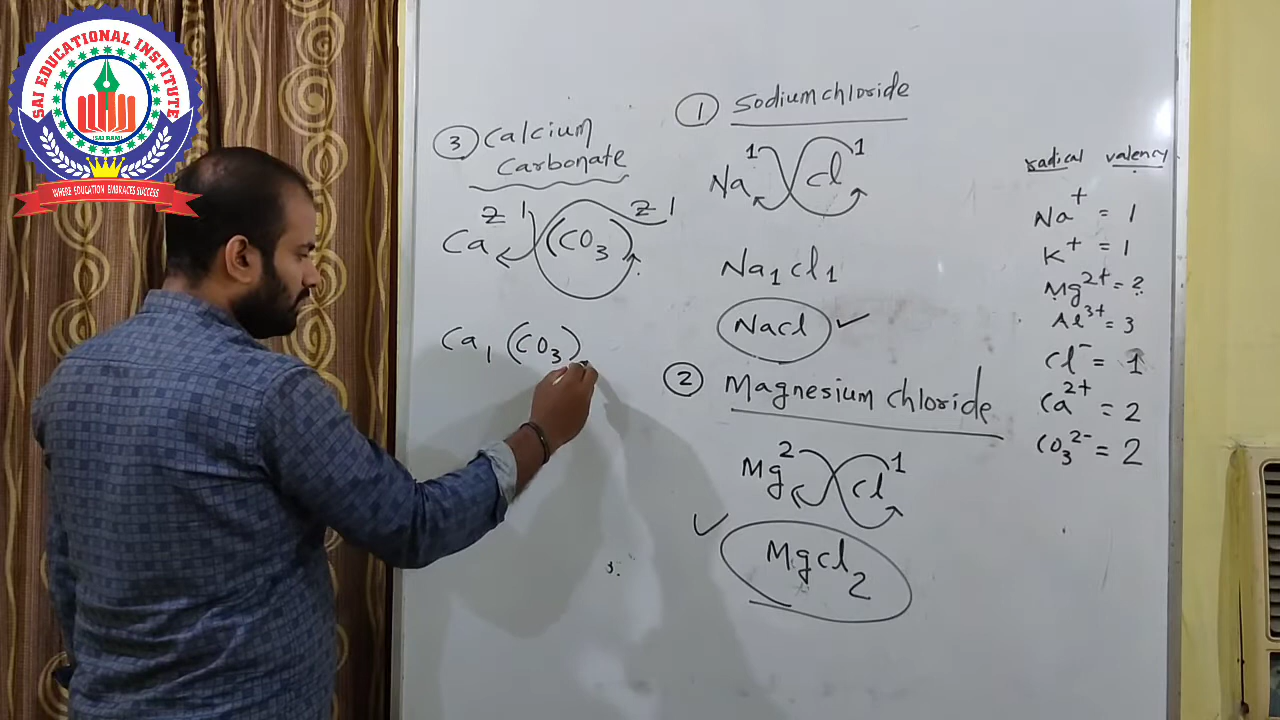 SAI EDUCATIONAL INSTITUTE
(SAI RAM)
WHERE EDUCATION EMBRACES SUCCESS
③ Calcium
Carbonate
Ca 2 1 (CO3) 2 1
Ca1 (CO3)
① Sodium chloride
Na 1 Cl 1
Na1 Cl1
Nacl ✓
② Magnesium chloride
Mg 2 Cl 1
✓ Mgcl2
radical valency
Na+ = 1
K+ = 1
Mg2+ = 2
Al3+ = 3
Cl- = 1
Ca2+ = 2
CO3 2- = 2